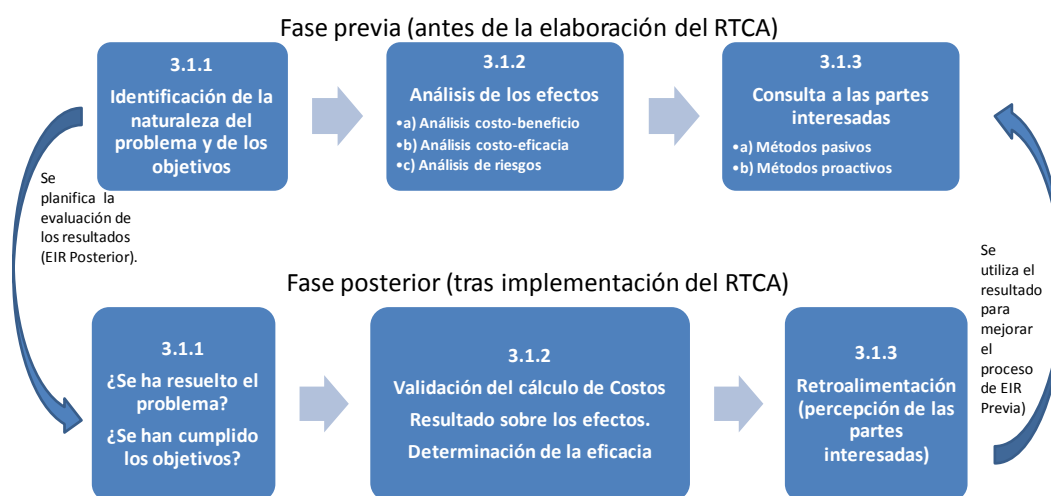 Fase previa (antes de la elaboración del RTCA)
3.1.1
Identificación de la
naturaleza del
problema y de los
objetivos
3.1.2
Análisis de los efectos
•a) Análisis costo-beneficio
•b) Análisis costo-eficacia
•c) Análisis de riesgos
3.1.3
Consulta a las partes
interesadas
•a) Métodos pasivos
•b) Métodos proactivos
Se
planifica la
evaluación de
los resultados
(EIR Posterior).
Fase posterior (tras implementación del RTCA)
3.1.1
¿Se ha resuelto el
problema?
¿Se han cumplido
los objetivos?
3.1.2
Validación del cálculo de Costos
Resultado sobre los efectos.
Determinación de la eficacia
3.1.3
Retroalimentación
(percepción de las
partes
interesadas)
Se
utiliza el
resultado
para
mejorar
el
proceso
de EIR
Previa)